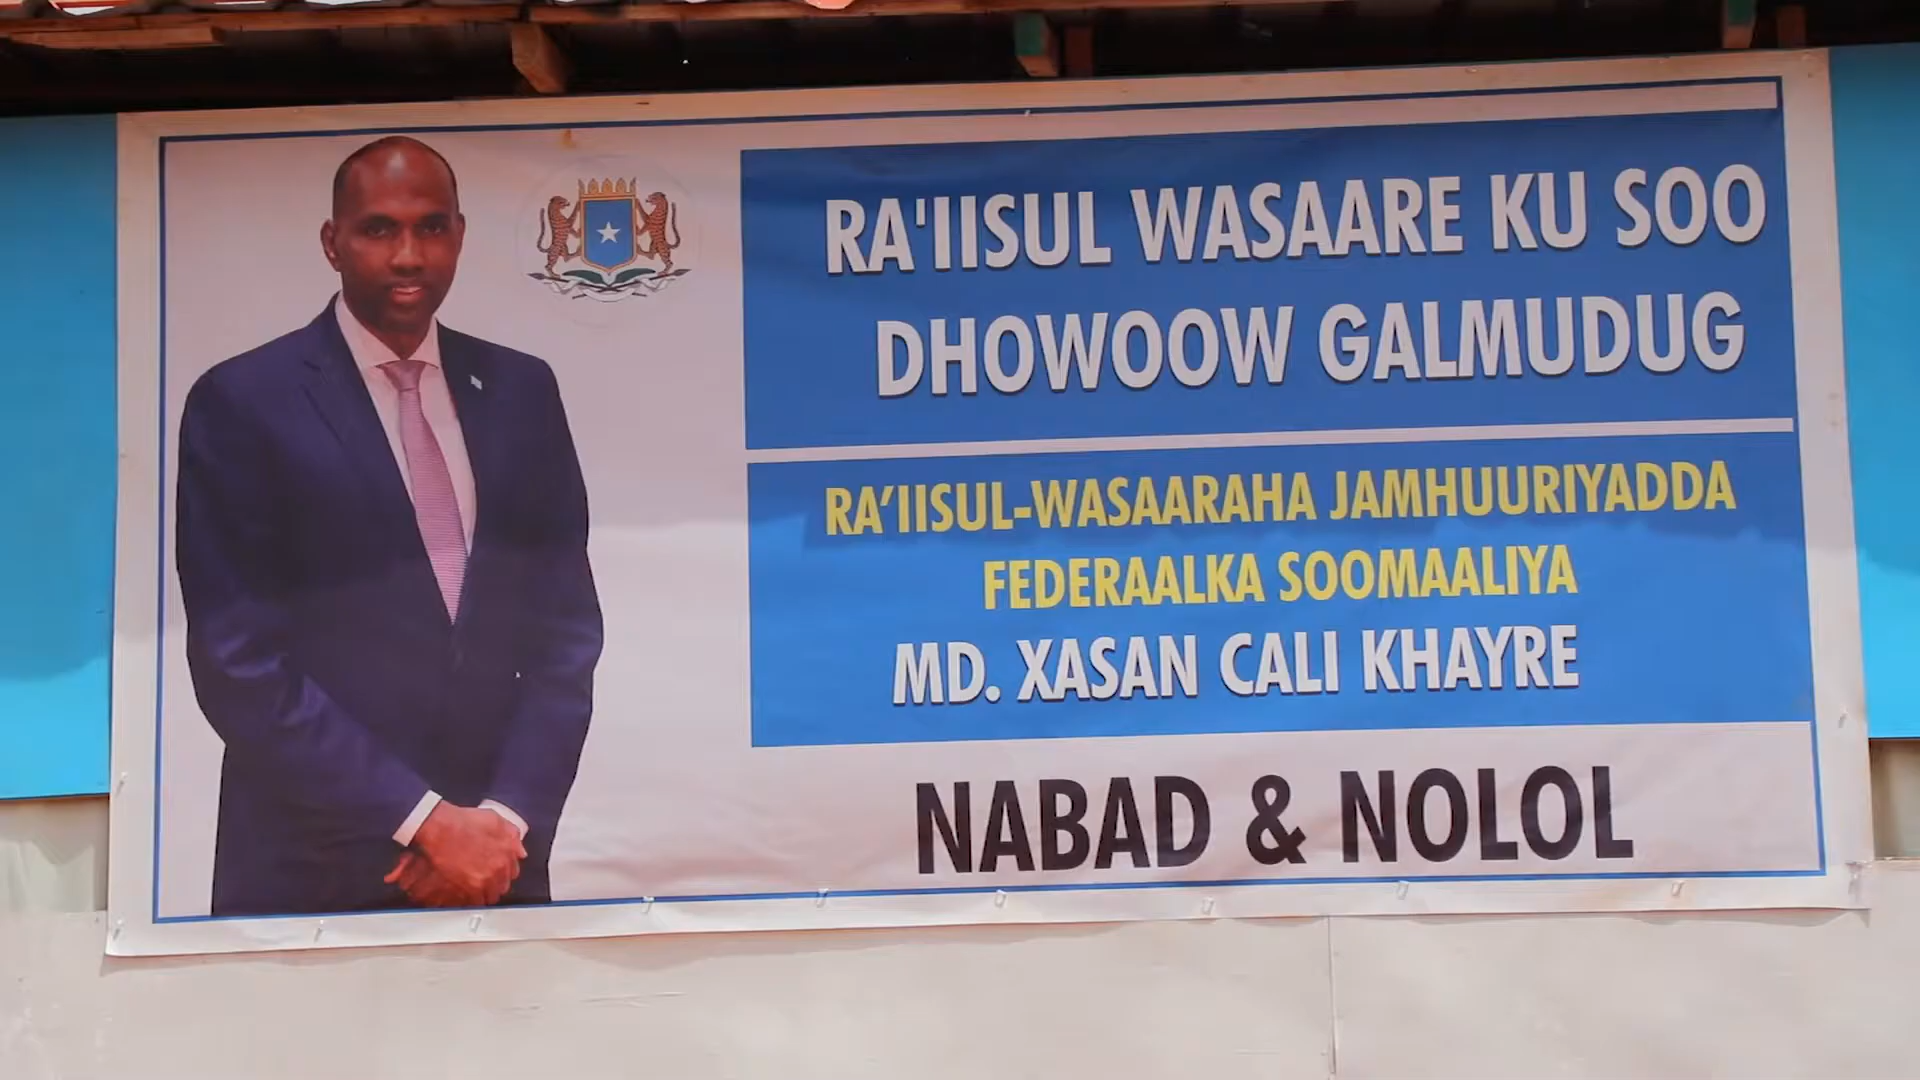 RA'IISUL WASAARE KU SOO
DHOWOOW GALMUDUG
RA’IISUL-WASAARAHA JAMHUURIYADDA
FEDERAALKA SOOMAALIYA
MD. XASAN CALI KHAYRE
NABAD & NOLOL